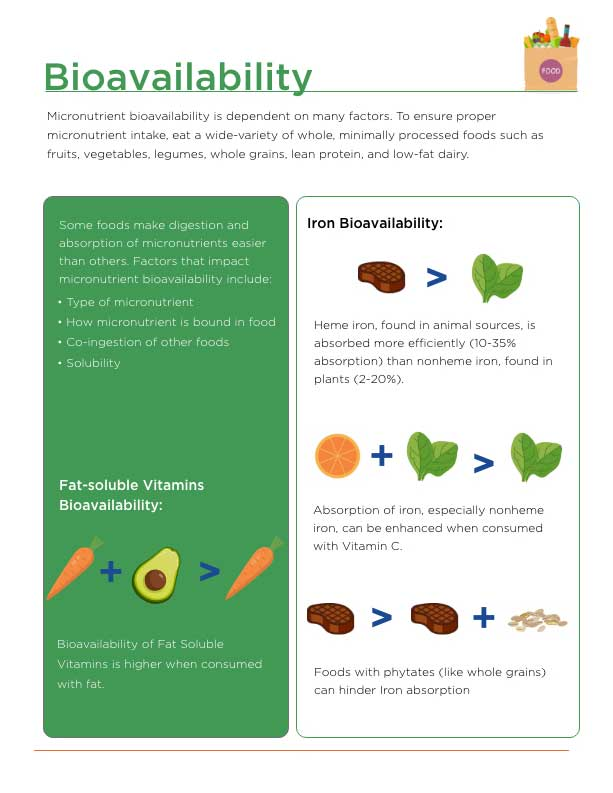 Bioavailability
FOOD
Micronutrient bioavailability is dependent on many factors. To ensure proper
micronutrient intake, eat a wide-variety of whole, minimally processed foods such as
fruits, vegetables, legumes, whole grains, lean protein, and low-fat dairy.
Some foods make digestion and
absorption of micronutrients easier
than others. Factors that impact
micronutrient bioavailability include:
• Type of micronutrient
• How micronutrient is bound in food
• Co-ingestion of other foods
• Solubility
Fat-soluble Vitamins
Bioavailability:
+ >
Bioavailability of Fat Soluble
Vitamins is higher when consumed
with fat.
Iron Bioavailability:
>
Heme iron, found in animal sources, is
absorbed more efficiently (10-35%
absorption) than nonheme iron, found in
plants (2-20%).
+ >
Absorption of iron, especially nonheme
iron, can be enhanced when consumed
with Vitamin C.
> +
Foods with phytates (like whole grains)
can hinder Iron absorption